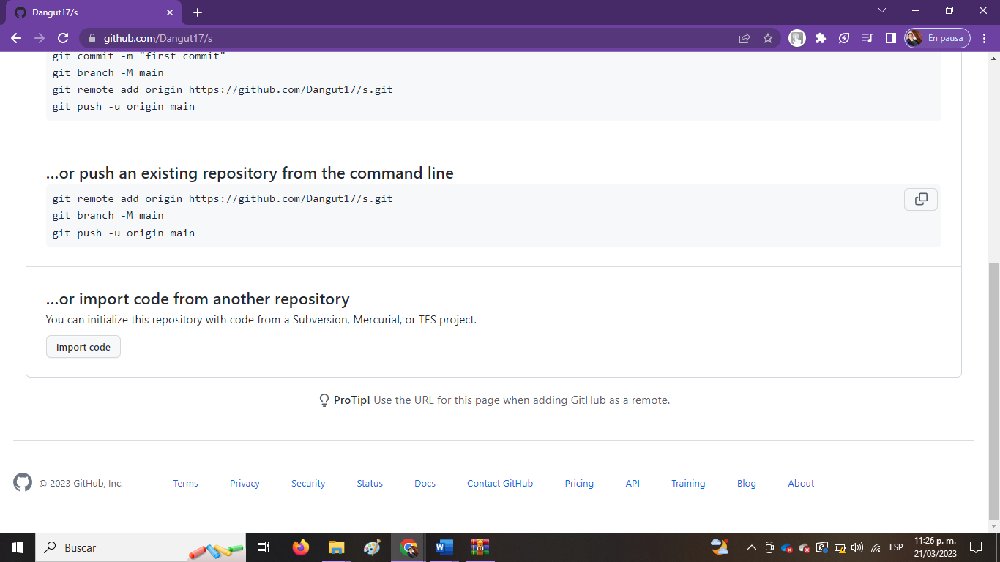 Dangut17/s
github.com/Dangut17/s
En pausa
git commit -m "first commit"
git branch -M main
git remote add origin https://github.com/Dangut17/s.git
git push -u origin main
...or push an existing repository from the command line
git remote add origin https://github.com/Dangut17/s.git
git branch -M main
git push -u origin main
...or import code from another repository
You can initialize this repository with code from a Subversion, Mercurial, or TFS project.
Import code
ProTip! Use the URL for this page when adding GitHub as a remote.
© 2023 GitHub, Inc. Terms Privacy Security Status Docs Contact GitHub Pricing API Training Blog About
Buscar
W
ESP
11:26 p. m.
21/03/2023